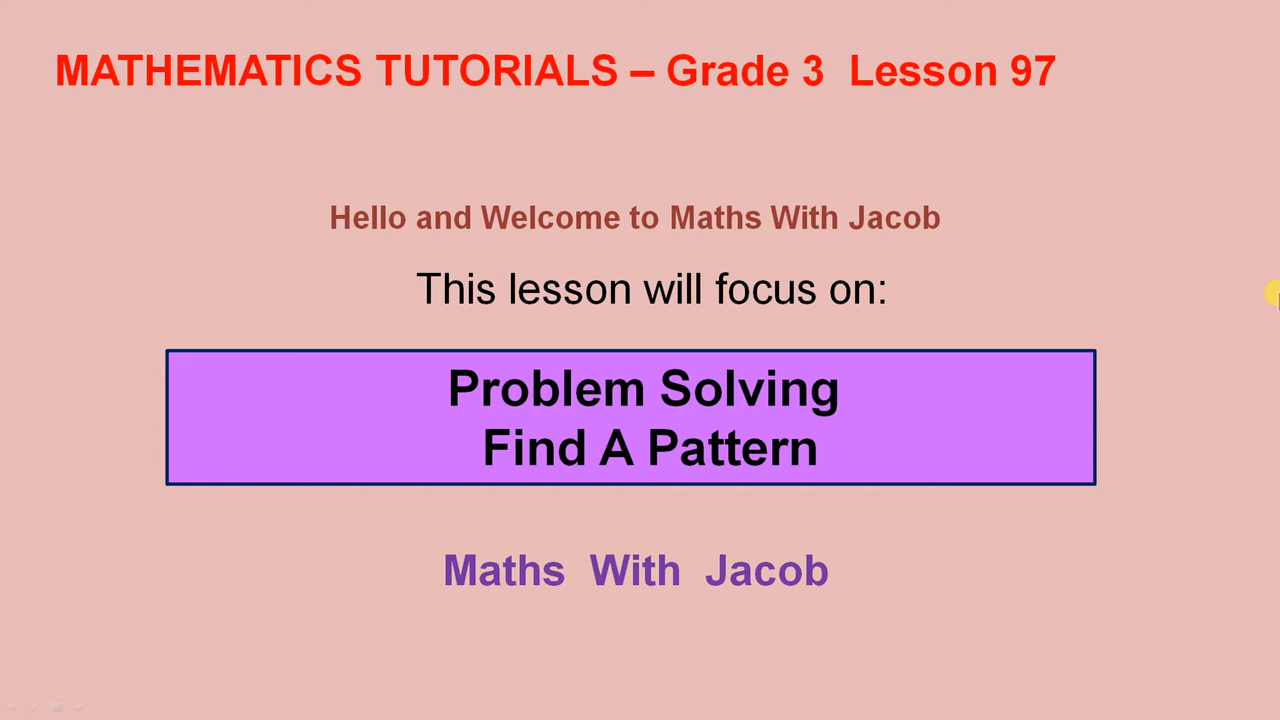 MATHEMATICS TUTORIALS – Grade 3 Lesson 97
Hello and Welcome to Maths With Jacob
This lesson will focus on:
Problem Solving
Find A Pattern
Maths With Jacob